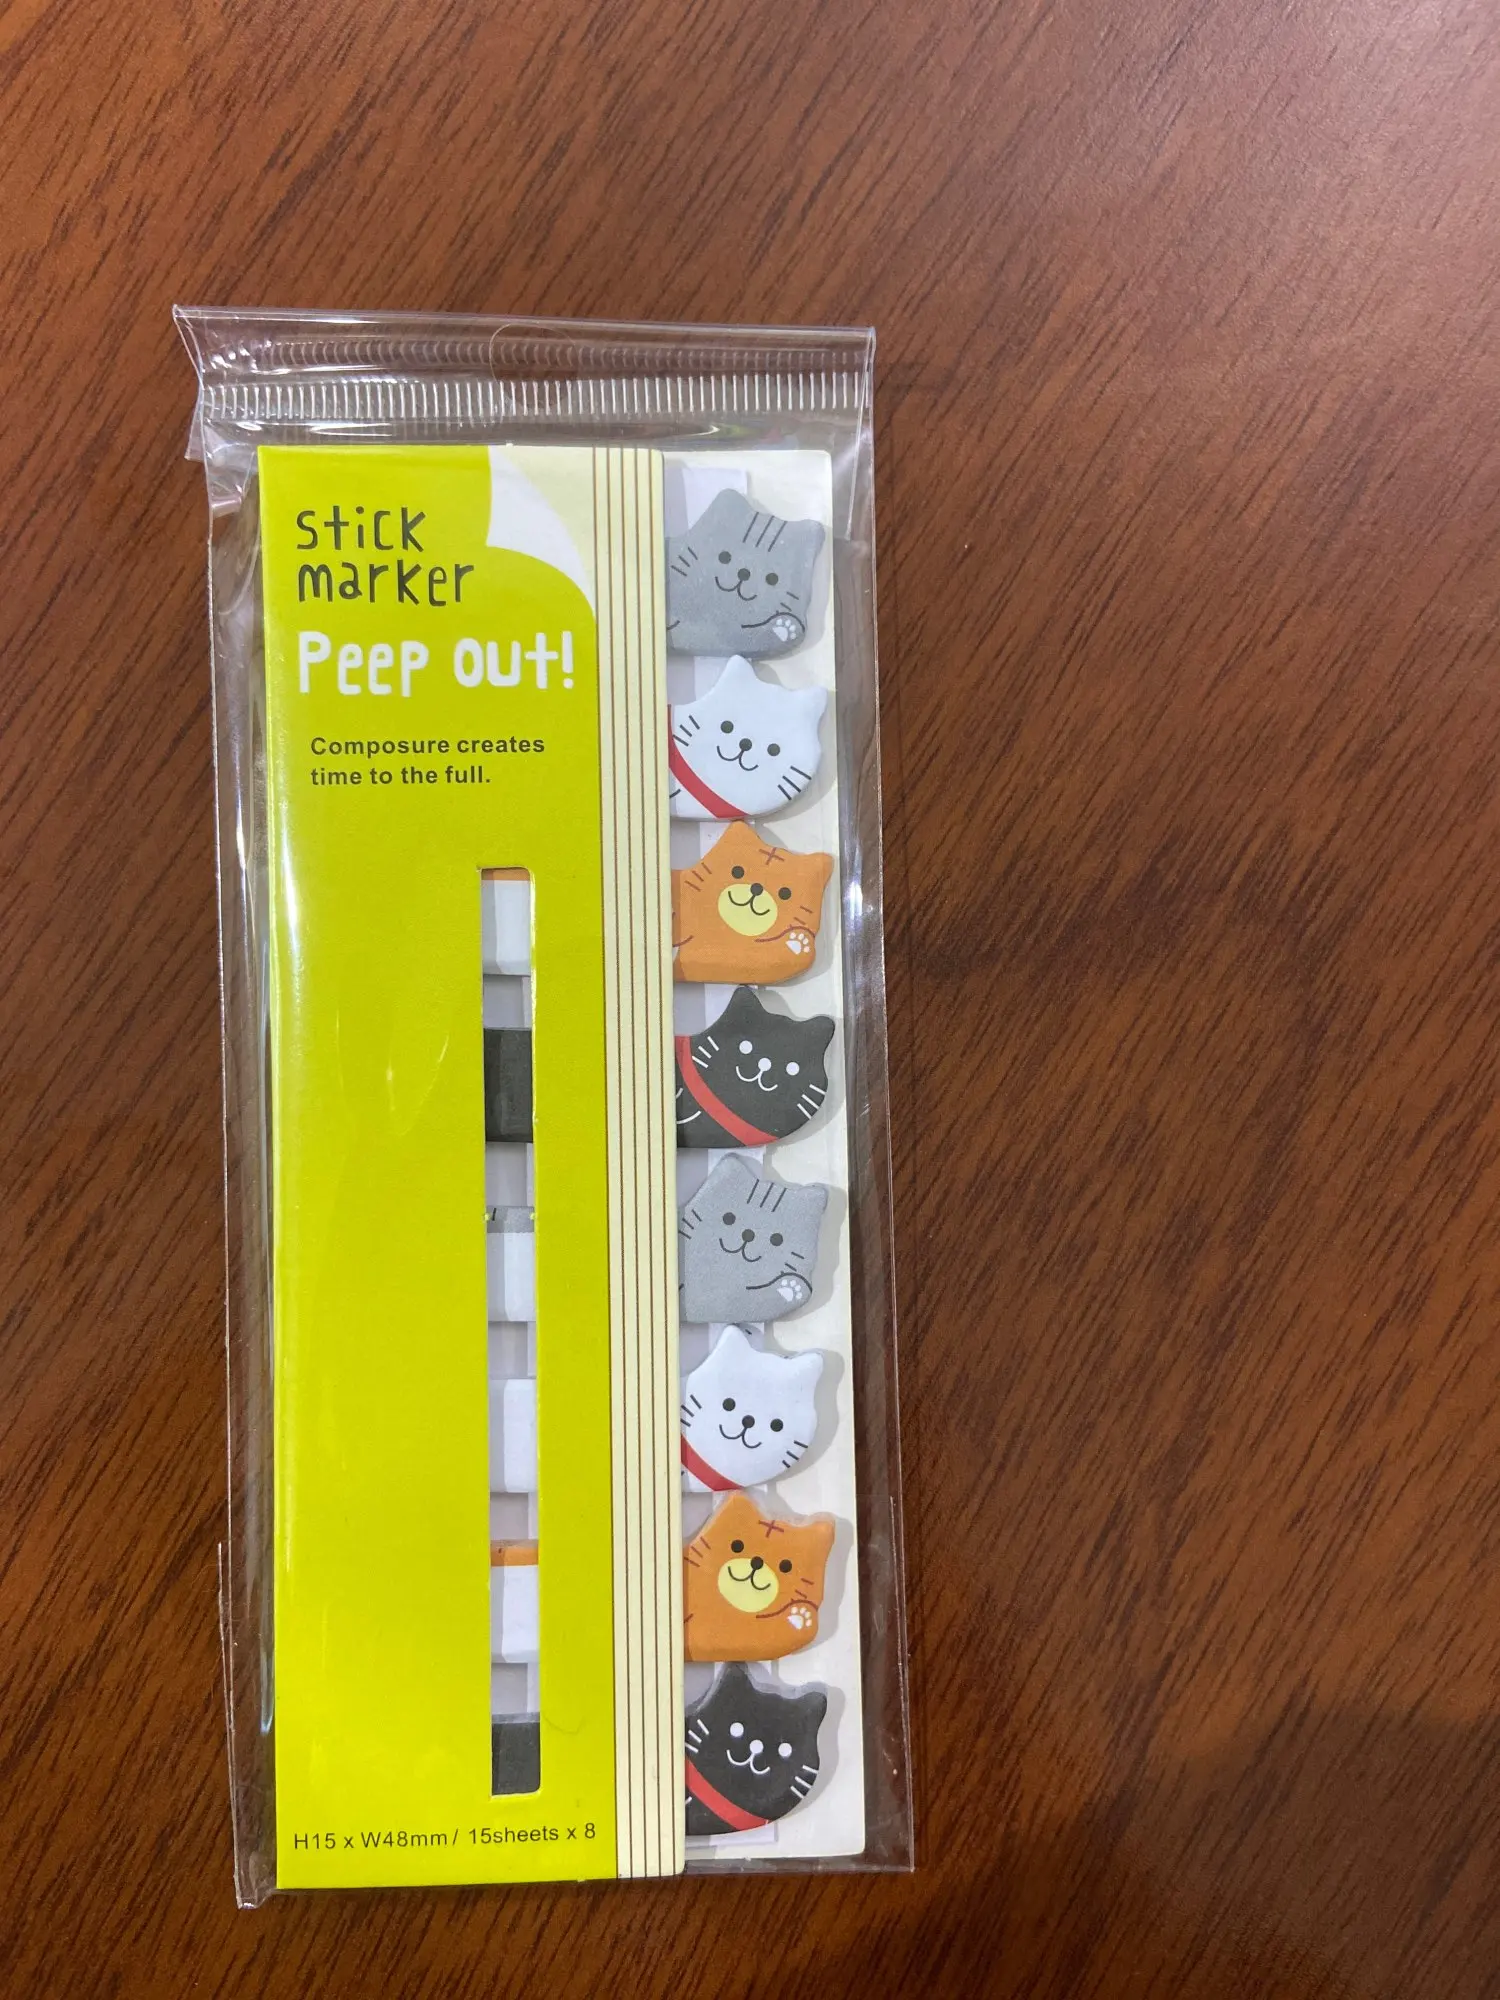 stick
marker
Peep out!
Composure creates
time to the full.
H15 x W48mm / 15sheets x 8